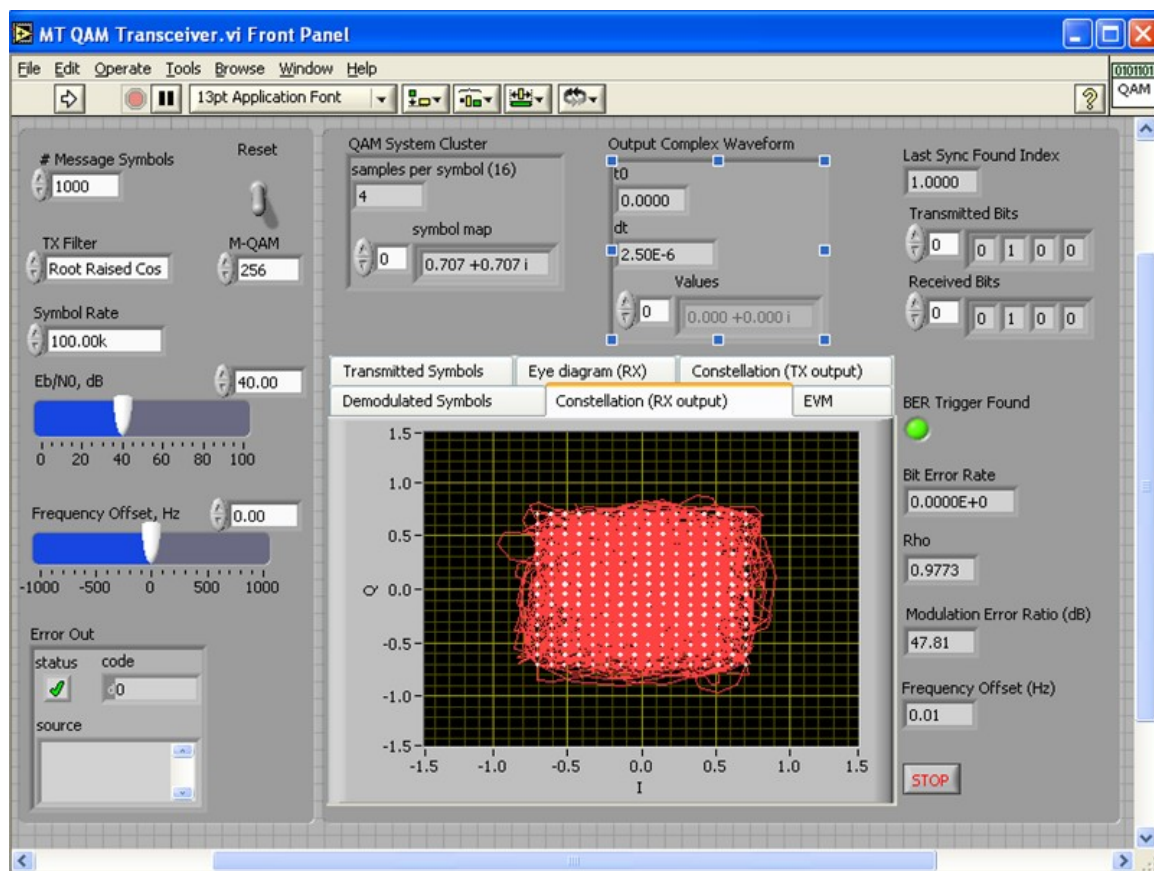 MT QAM Transceiver.vi Front Panel
File Edit Operate Tools Browse Window Help
13pt Application Font
?
0101101
QAM
# Message Symbols
1000
Reset
TX Filter
Root Raised Cos
M-QAM
256
Symbol Rate
100.00k
Eb/N0, dB
40.00
0 20 40 60 80 100
Frequency Offset, Hz
0.00
-1000 -500 0 500 1000
Error Out
status code
0
source
QAM System Cluster
samples per symbol (16)
4
symbol map
0
0.707 +0.707 i
Output Complex Waveform
t0
0.0000
dt
2.50E-6
Values
0
0.000 +0.000 i
Last Sync Found Index
1.0000
Transmitted Bits
0 0 1 0 0
Received Bits
0 0 1 0 0
Transmitted Symbols Eye diagram (RX) Constellation (TX output)
Demodulated Symbols Constellation (RX output) EVM
1.5
1.0
0.5
0.0
-0.5
-1.0
-1.5
Q
-1.5 -1.0 -0.5 0.0 0.5 1.0 1.5
I
BER Trigger Found
Bit Error Rate
0.0000E+0
Rho
0.9773
Modulation Error Ratio (dB)
47.81
Frequency Offset (Hz)
0.01
STOP